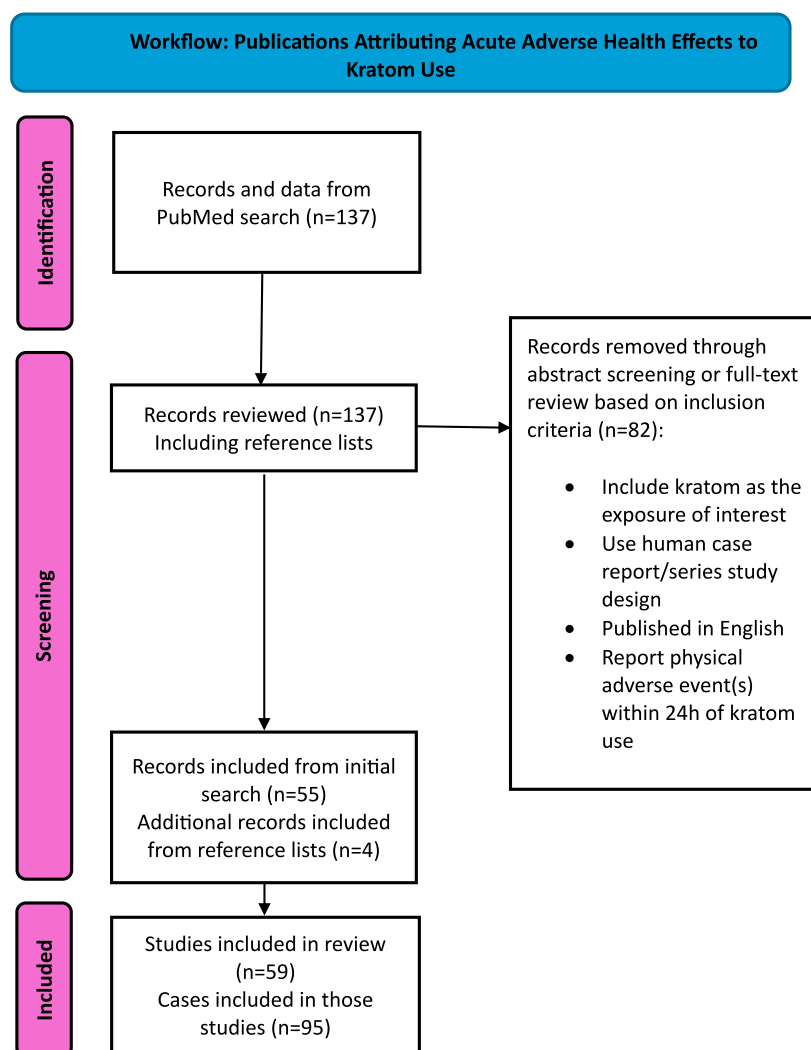 Workflow: Publications Attributing Acute Adverse Health Effects to
Kratom Use
Identification
Records and data from
PubMed search (n=137)
Screening
Records reviewed (n=137)
Including reference lists
Records removed through
abstract screening or full-text
review based on inclusion
criteria (n=82):
• Include kratom as the
exposure of interest
• Use human case
report/series study
design
• Published in English
• Report physical
adverse event(s)
within 24h of kratom
use
Records included from initial
search (n=55)
Additional records included
from reference lists (n=4)
Included
Studies included in review
(n=59)
Cases included in those
studies (n=95)